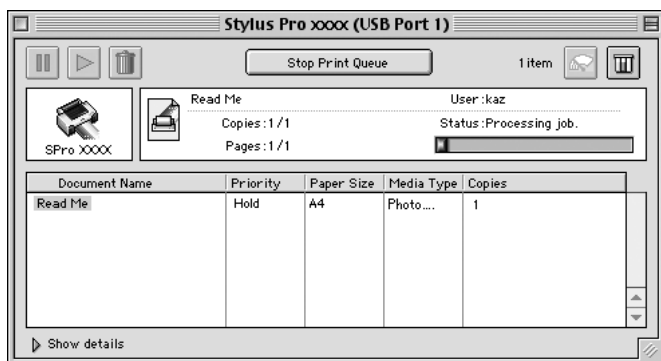 Stylus Pro xxxx (USB Port 1)
Stop Print Queue
1 item
SPro XXXX
Read Me
User :kaz
Copies :1/1
Status :Processing job.
Pages :1/1
Document Name Priority Paper Size Media Type Copies
Read Me Hold A4 Photo.... 1
Show details